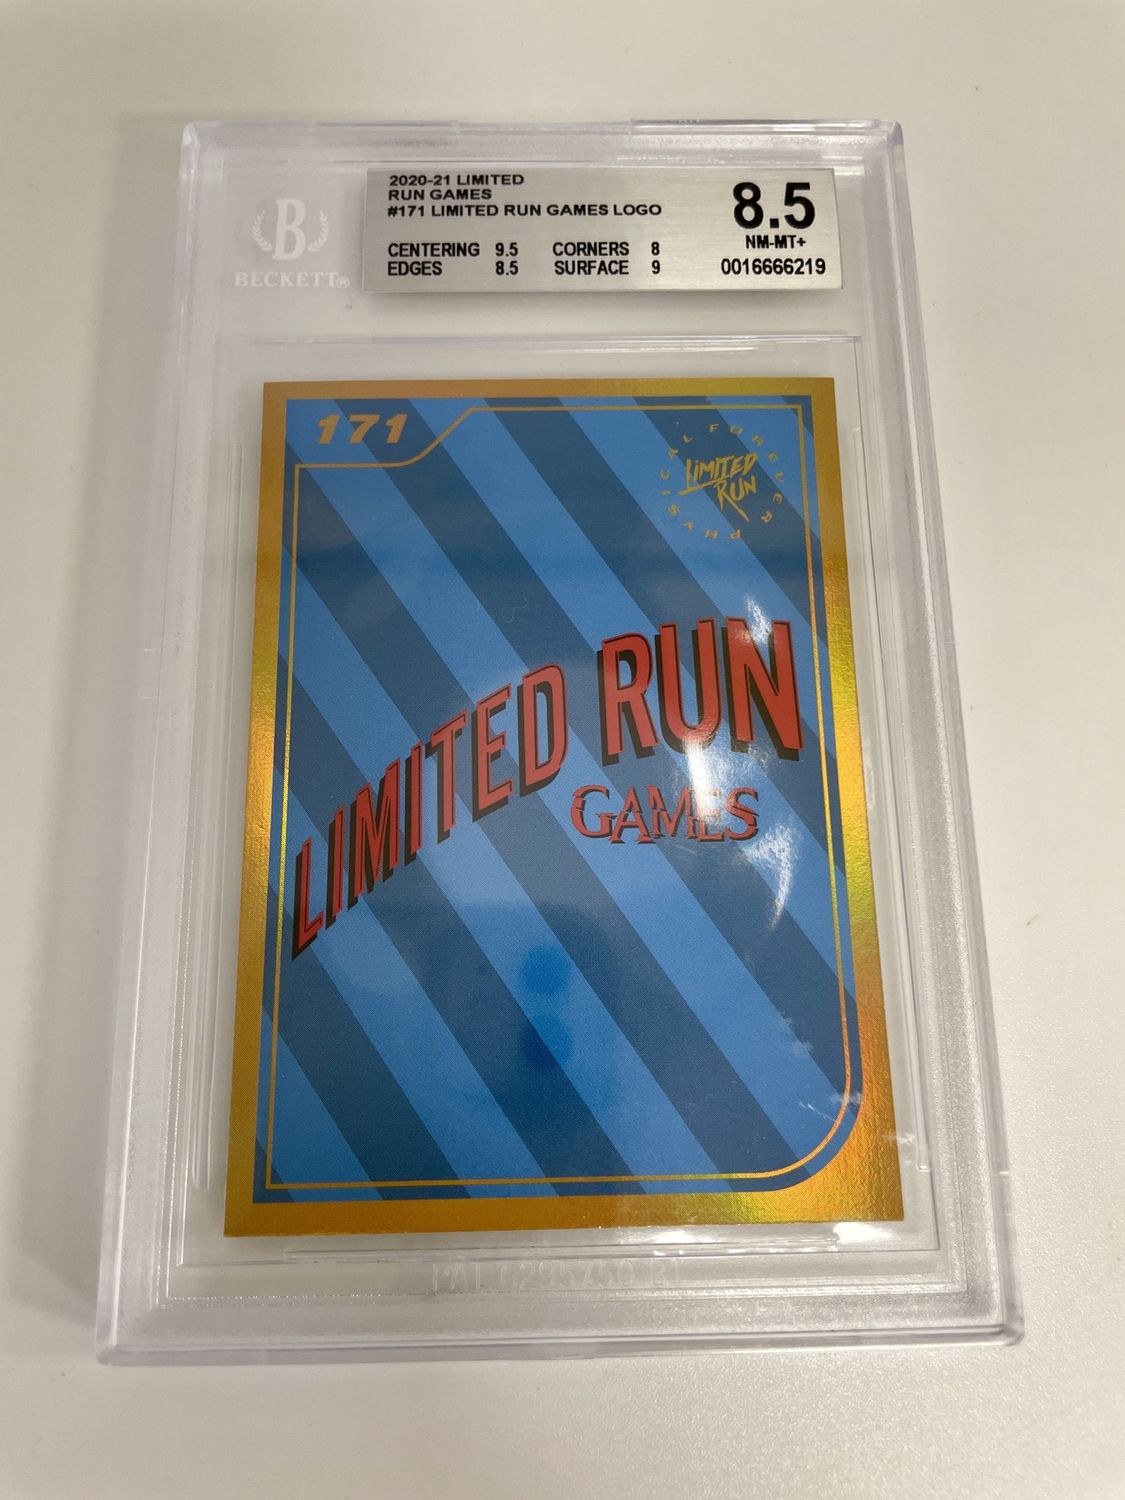 2020-21 LIMITED
RUN GAMES
#171 LIMITED RUN GAMES LOGO
CENTERING 9.5 CORNERS 8
EDGES 8.5 SURFACE 9
8.5
NM-MT+
0016666219
B
BECKETT®
171
PHYSICAL FOREVER
LIMITED
RUN
LIMITED RUN
GAMES